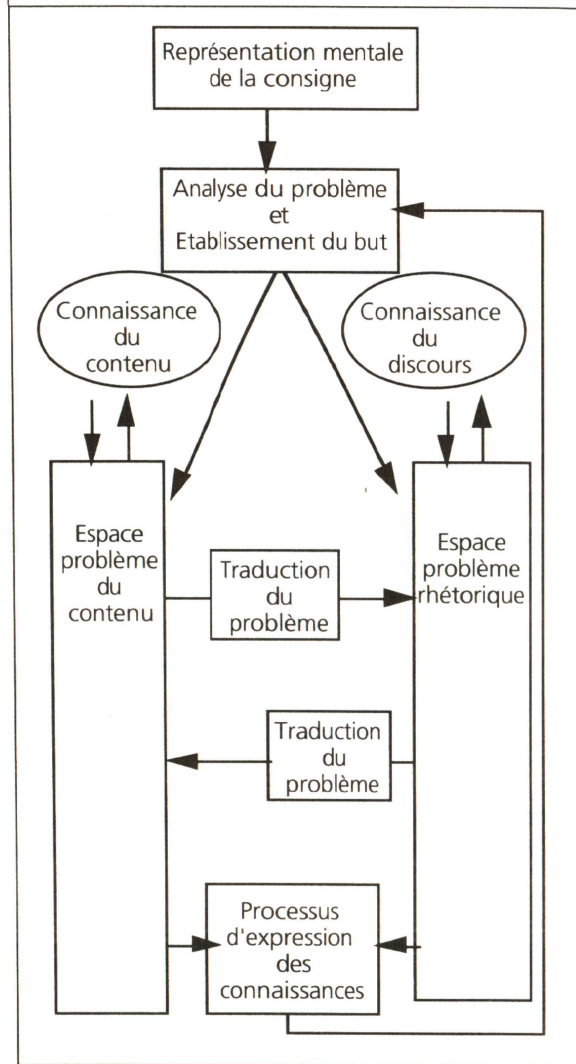 Représentation mentale
de la consigne
Analyse du problème
et
Etablissement du but
Connaissance
du
contenu
Connaissance
du
discours
Espace
problème
du
contenu
Traduction
du
problème
Espace
problème
rhétorique
Traduction
du
problème
Processus
d'expression
des
connaissances